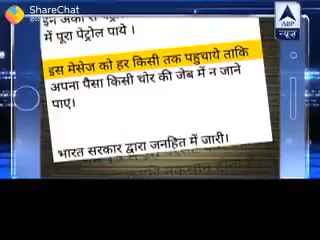 ShareChat
में पूरा पेट्रोल पाये ।
इस मेसेज को हर किसी तक पहुचाये ताकि
अपना पैसा किसी चोर की जेब में न जाने
पाए।
भारत सरकार द्वारा जनहित में जारी।
abp
न्यूज़